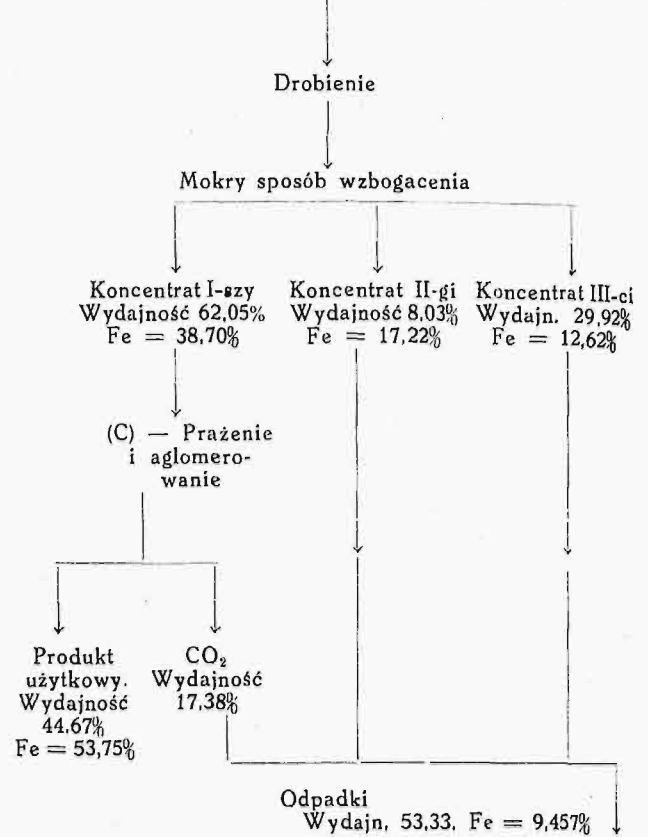 Drobienie
Mokry sposób wzbogacenia
Koncentrat I-szy
Wydajność 62,05%
Fe = 38,70%
Koncentrat II-gi
Wydajność 8,03%
Fe = 17,22%
Koncentrat III-ci
Wydajn. 29,92%
Fe = 12,62%
(C) — Prażenie
i aglomero-
wanie
Produkt
użytkowy.
Wydajność
44,67%
Fe = 53,75%
CO₂
Wydajność
17,38%
Odpadki
Wydajn, 53,33, Fe = 9,457%